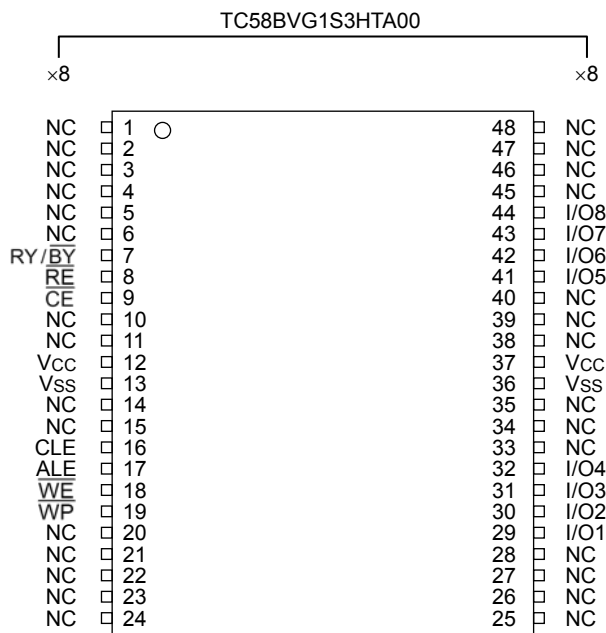 TC58BVG1S3HTA00
×8 ×8
NC 1 48 NC
NC 2 47 NC
NC 3 46 NC
NC 4 45 NC
NC 5 44 I/O8
NC 6 43 I/O7
RY/B̅Y̅ 7 42 I/O6
R̅E̅ 8 41 I/O5
C̅E̅ 9 40 NC
NC 10 39 NC
NC 11 38 NC
VCC 12 37 VCC
VSS 13 36 VSS
NC 14 35 NC
NC 15 34 NC
CLE 16 33 NC
ALE 17 32 I/O4
W̅E̅ 18 31 I/O3
W̅P̅ 19 30 I/O2
NC 20 29 I/O1
NC 21 28 NC
NC 22 27 NC
NC 23 26 NC
NC 24 25 NC